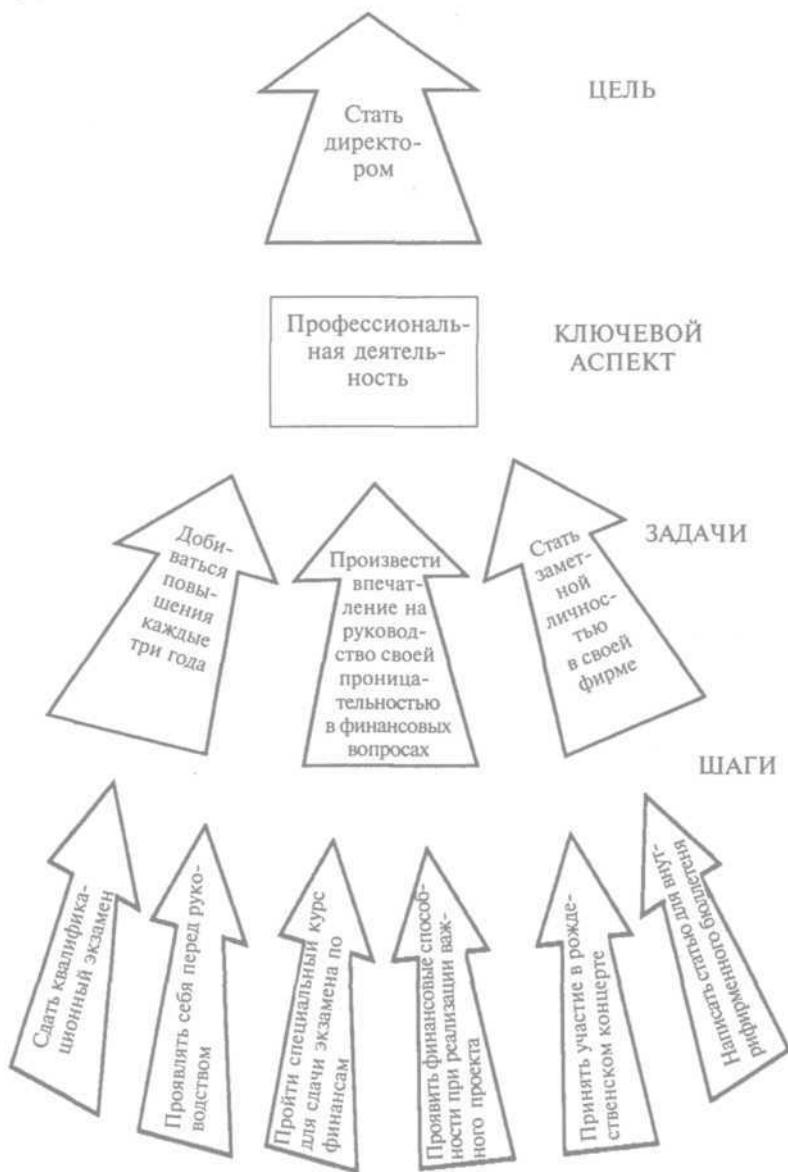 Стать
директо-
ром
ЦЕЛЬ
Профессиональ-
ная деятель-
ность
КЛЮЧЕВОЙ
АСПЕКТ
Доби-
ваться
повы-
шения
каждые
три года
Произвести
впечат-
ление на
руковод-
ство своей
проница-
тельностью
в финансовых
вопросах
Стать
замет-
ной
личнос-
тью
в своей
фирме
ЗАДАЧИ
ШАГИ
Сдать квалифика-
ционный экзамен
Проявлять себя перед руко-
водством
Пройти специальный курс
для сдачи экзамена по
финансам
Проявить финансовые способ-
ности при реализации важ-
ного проекта
Принять участие в рожде-
ственском концерте
Написать статью для внут-
рифирменного бюллетеня